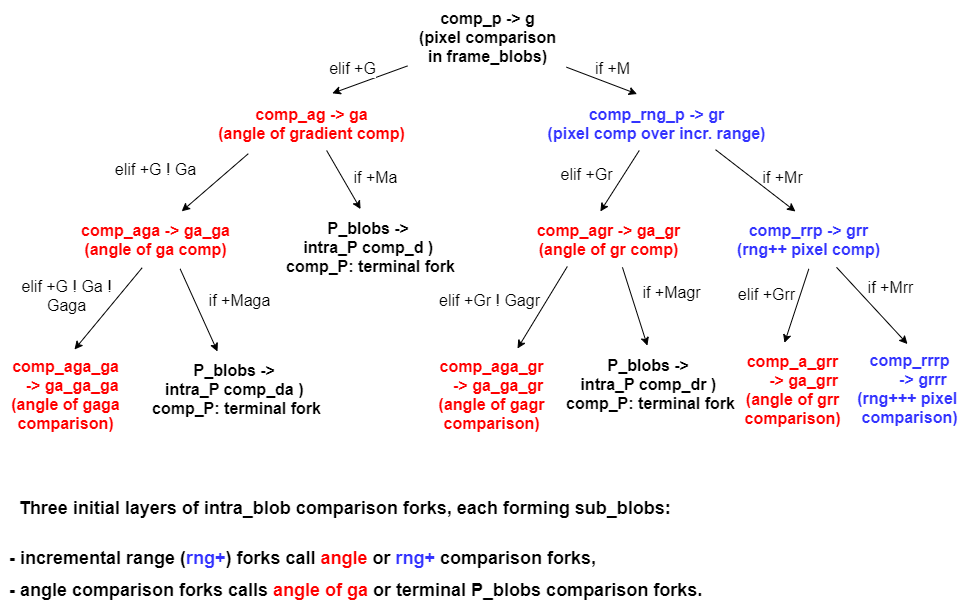 comp_p -> g
(pixel comparison
in frame_blobs)
elif +G
if +M
comp_ag -> ga
(angle of gradient comp)
comp_rng_p -> gr
(pixel comp over incr. range)
elif +G ! Ga
if +Ma
elif +Gr
if +Mr
comp_aga -> ga_ga
(angle of ga comp)
P_blobs ->
intra_P comp_d )
comp_P: terminal fork
comp_agr -> ga_gr
(angle of gr comp)
comp_rrp -> grr
(rng++ pixel comp)
elif +G ! Ga !
Gaga
if +Maga
elif +Gr ! Gagr
if +Magr
elif +Grr
if +Mrr
comp_aga_ga
-> ga_ga_ga
(angle of gaga
comparison)
P_blobs ->
intra_P comp_da )
comp_P: terminal fork
comp_aga_gr
-> ga_ga_gr
(angle of gagr
comparison)
P_blobs ->
intra_P comp_dr )
comp_P: terminal fork
comp_a_grr
-> ga_grr
(angle of grr
comparison)
comp_rrrp
-> grrr
(rng+++ pixel
comparison)
Three initial layers of intra_blob comparison forks, each forming sub_blobs:
- incremental range (rng+) forks call angle or rng+ comparison forks,
- angle comparison forks calls angle of ga or terminal P_blobs comparison forks.